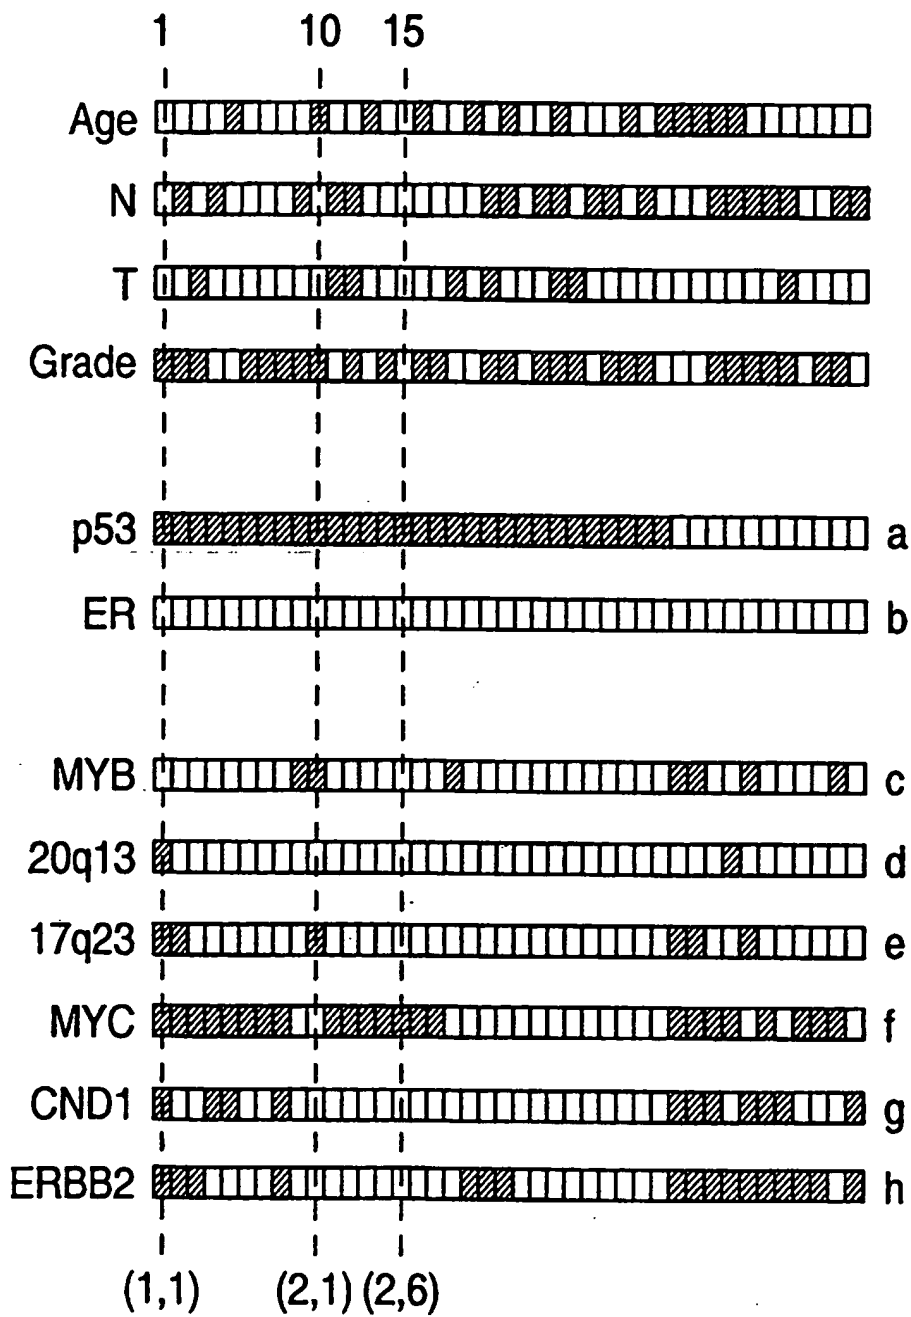 1 10 15
Age
N
T
Grade
p53 a
ER b
MYB c
20q13 d
17q23 e
MYC f
CND1 g
ERBB2 h
(1,1) (2,1) (2,6)